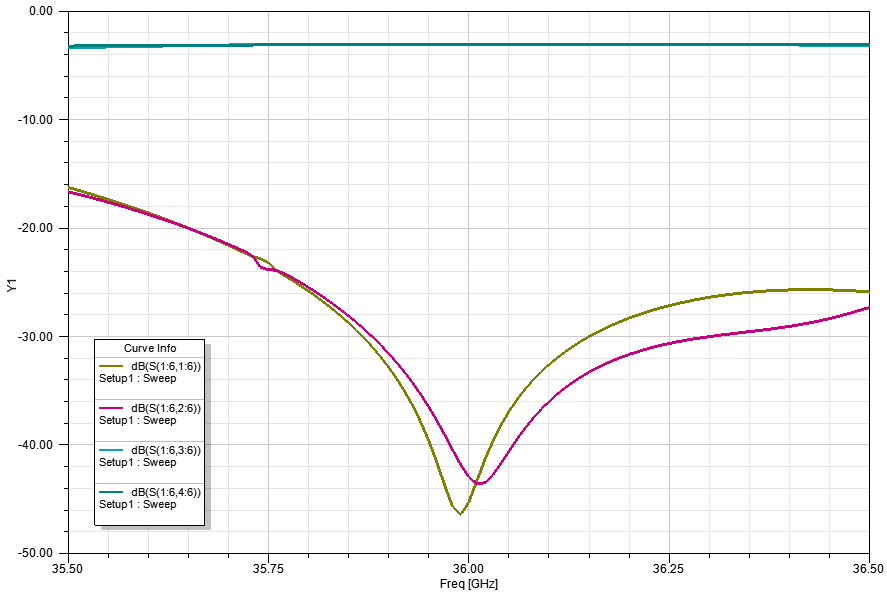 0.00
-10.00
-20.00
-30.00
-40.00
-50.00
Y1
Curve Info
dB(S(1:6,1:6))
Setup1 : Sweep
dB(S(1:6,2:6))
Setup1 : Sweep
dB(S(1:6,3:6))
Setup1 : Sweep
dB(S(1:6,4:6))
Setup1 : Sweep
35.50 35.75 36.00 36.25 36.50
Freq [GHz]